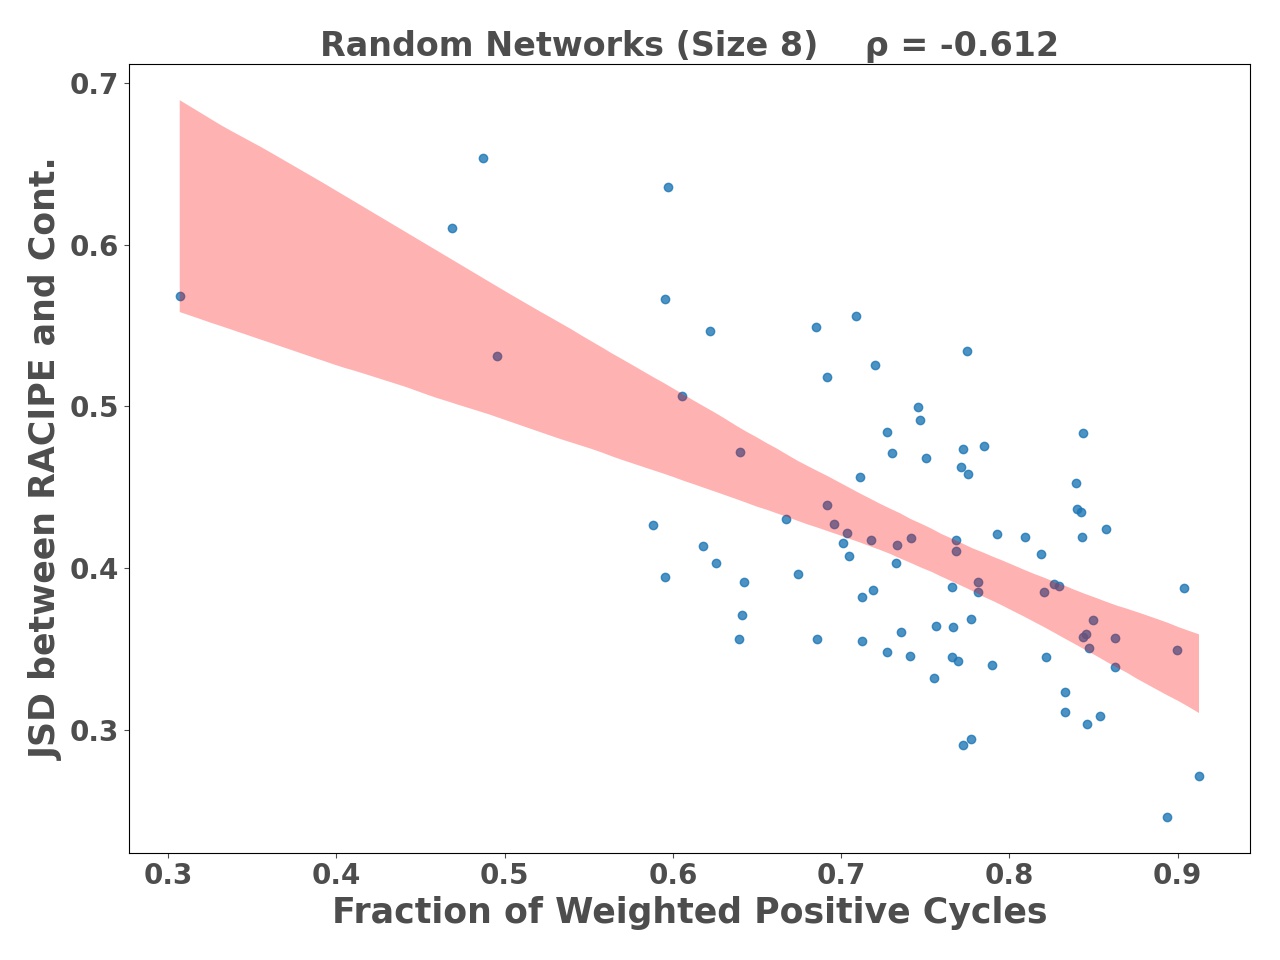 Random Networks (Size 8)    ρ = -0.612
JSD between RACIPE and Cont.
0.7
0.6
0.5
0.4
0.3
0.3 0.4 0.5 0.6 0.7 0.8 0.9
Fraction of Weighted Positive Cycles